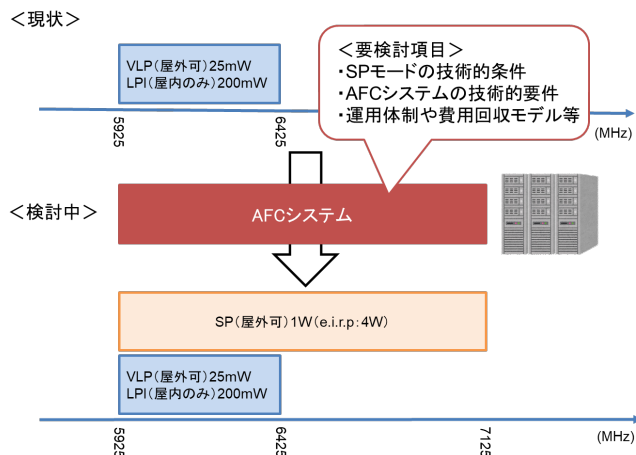 ＜現状＞
VLP（屋外可）25mW
LPI（屋内のみ）200mW
＜要検討項目＞
・SPモードの技術的条件
・AFCシステムの技術的要件
・運用体制や費用回収モデル等
5925
6425
(MHz)
＜検討中＞
AFCシステム
SP（屋外可）1W（e.i.r.p：4W）
VLP（屋外可）25mW
LPI（屋内のみ）200mW
5925
6425
7125
(MHz)